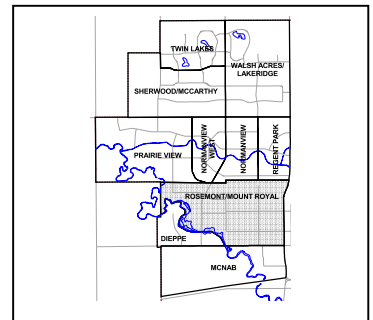 TWIN LAKES
WALSH ACRES/
LAKERIDGE
SHERWOOD/MCCARTHY
PRAIRIE VIEW
NORMANVIEW
WEST
NORMANVIEW
REGENT PARK
ROSEMONT/MOUNT ROYAL
DIEPPE
MCNAB